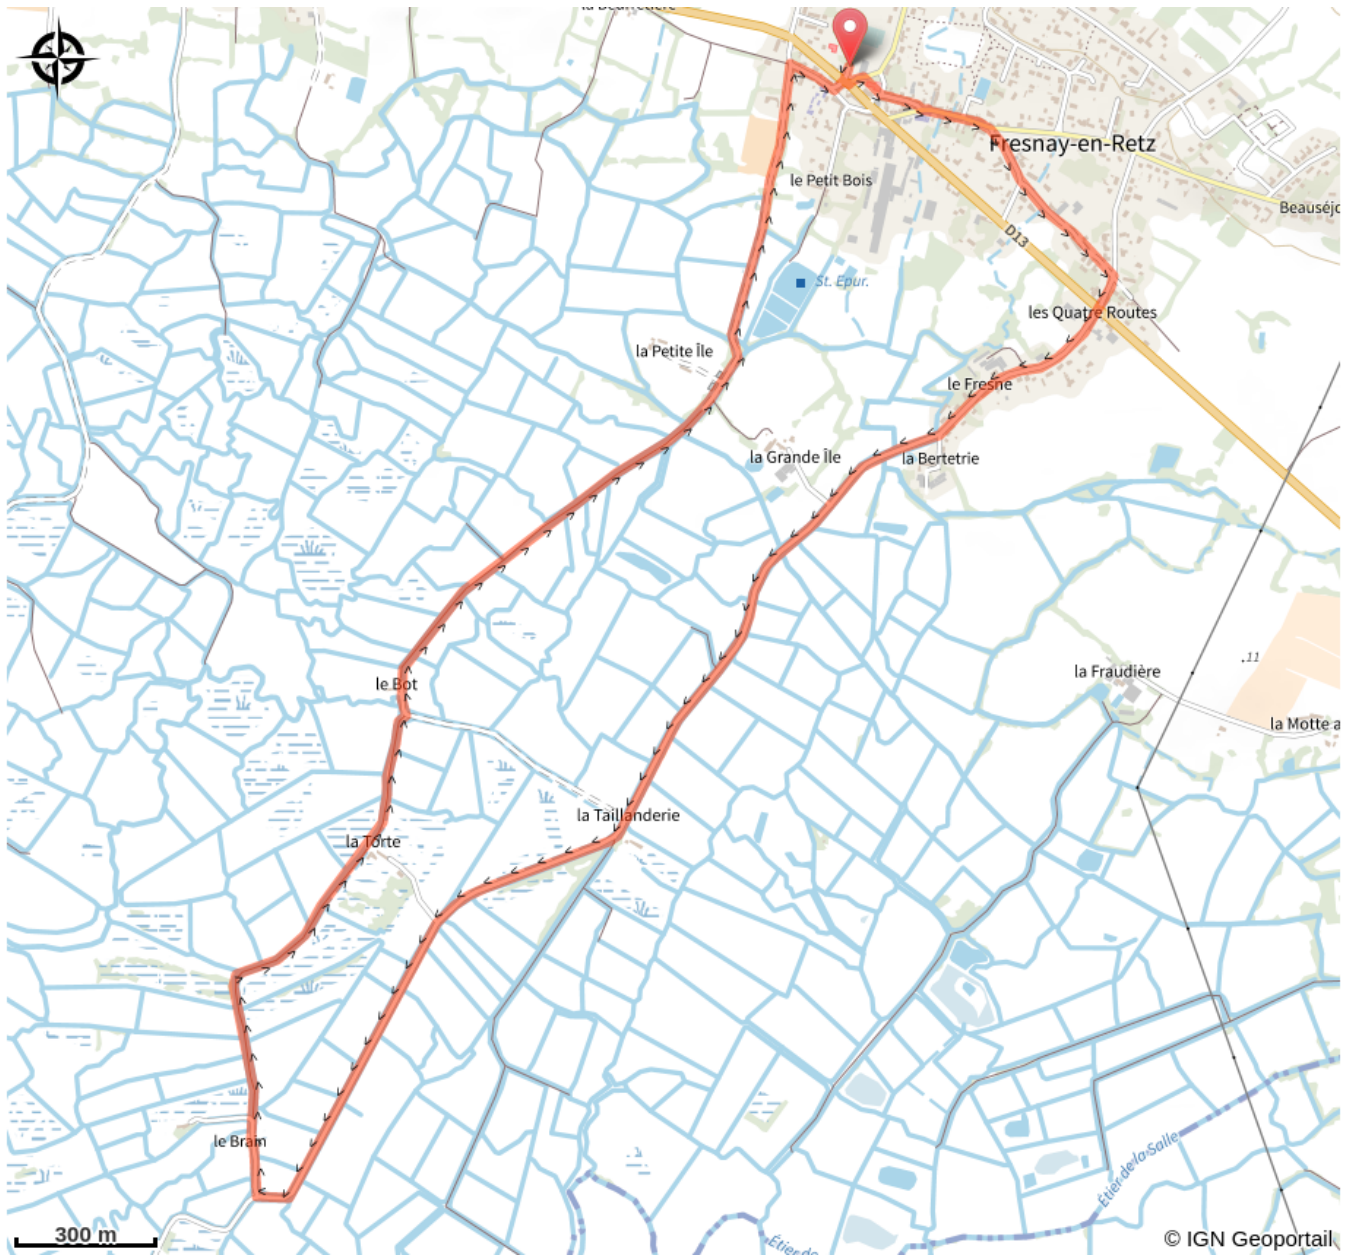 Fresnay-en-Retz
le Petit Bois
Beauséjo
D13
St. Epur.
les Quatre Routes
la Petite Île
le Fresne
la Grande Île
la Bertetrie
.11
la Fraudière
le Bot
la Motte a
la Taillanderie
la Torte
le Brain
Étier de la Salle
300 m
Étier de
© IGN Geoportail